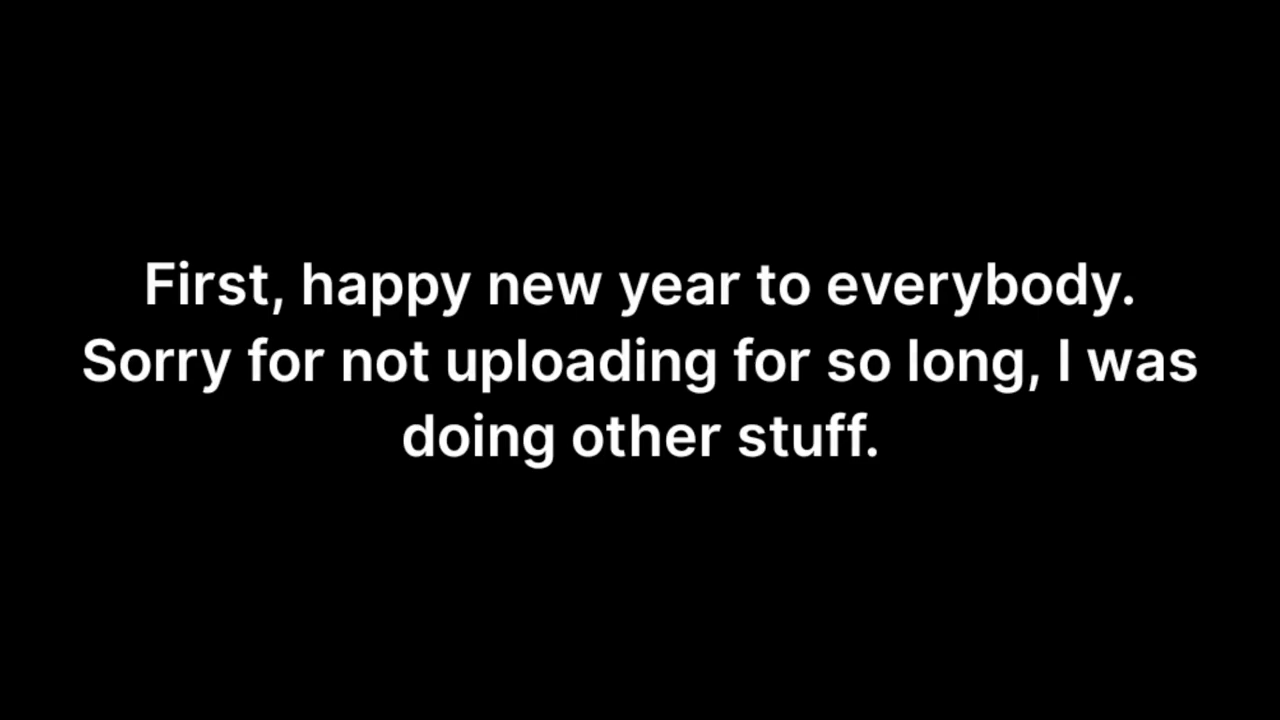 First, happy new year to everybody.
Sorry for not uploading for so long, I was
doing other stuff.